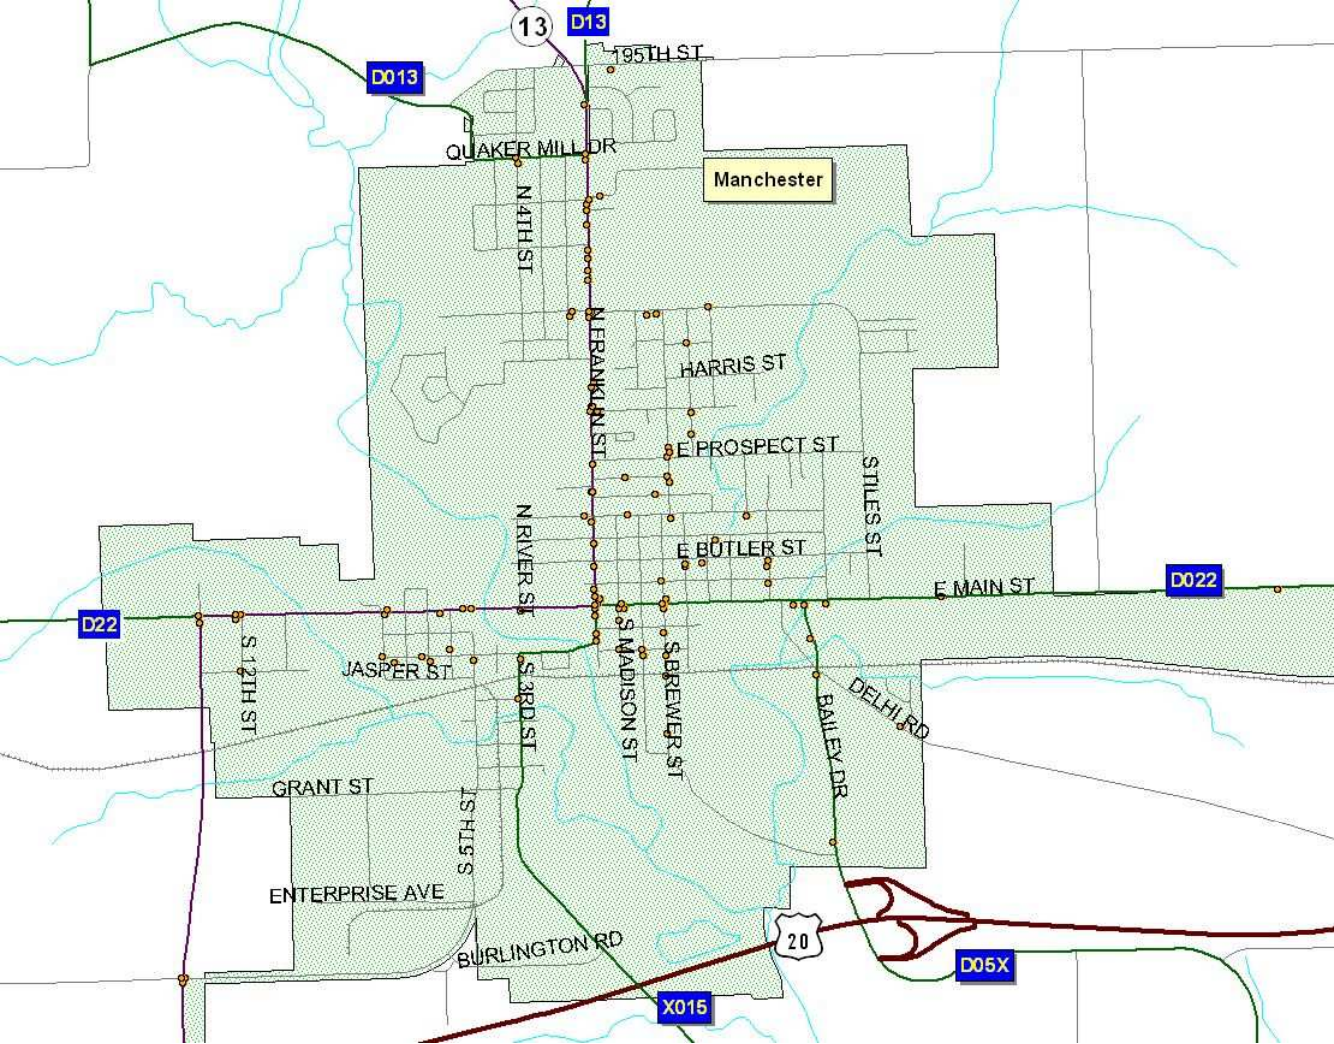 13
D13
195TH ST
D013
QUAKER MILL DR
Manchester
N 4TH ST
N FRANKLIN ST
HARRIS ST
E PROSPECT ST
STILES ST
N RIVER ST
E BUTLER ST
E MAIN ST
D022
D22
S 12TH ST
JASPER ST
S 3RD ST
S MADISON ST
S BREWER ST
DELHI RD
BAILEY DR
GRANT ST
S 5TH ST
ENTERPRISE AVE
BURLINGTON RD
20
D05X
X015